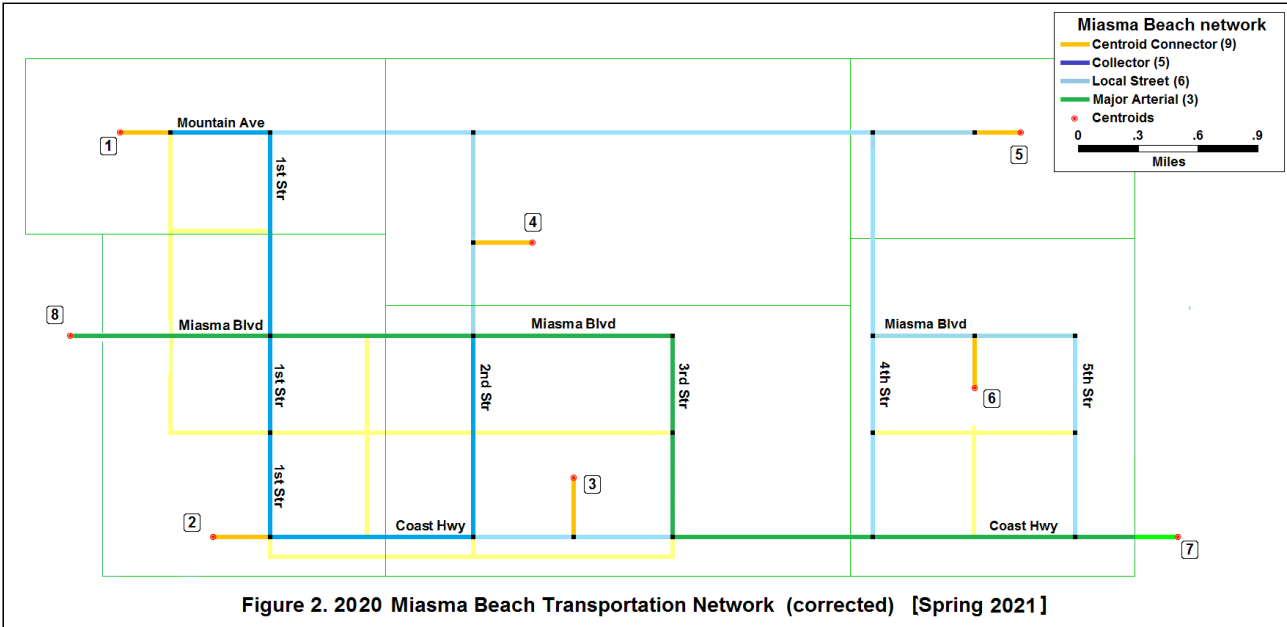 Miasma Beach network
Centroid Connector (9)
Collector (5)
Local Street (6)
Major Arterial (3)
Centroids
0 .3 .6 .9
Miles
Mountain Ave
1
1st Str
5
4
8
Miasma Blvd
Miasma Blvd
Miasma Blvd
1st Str
2nd Str
3rd Str
4th Str
5th Str
6
1st Str
3
2
Coast Hwy
Coast Hwy
7
Figure 2. 2020 Miasma Beach Transportation Network (corrected) [Spring 2021]